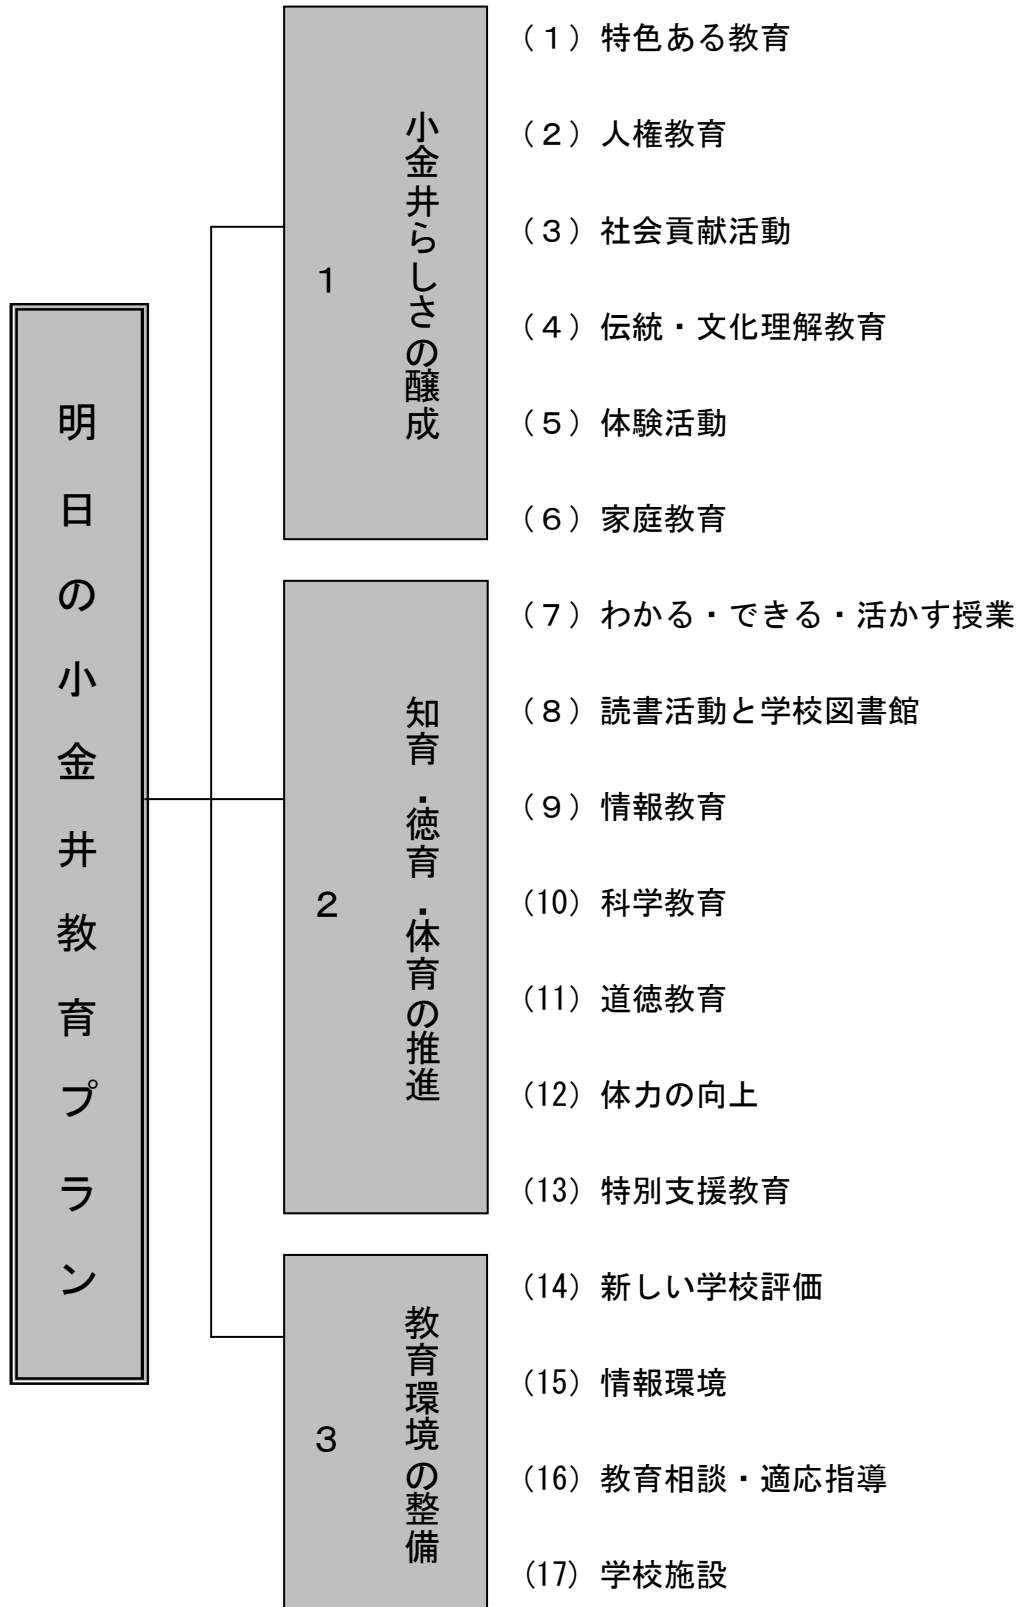 明日の小金井教育プラン
1
小金井らしさの醸成
（１）特色ある教育
（２）人権教育
（３）社会貢献活動
（４）伝統・文化理解教育
（５）体験活動
（６）家庭教育
2
知育・徳育・体育の推進
（７）わかる・できる・活かす授業
（８）読書活動と学校図書館
（９）情報教育
(10) 科学教育
(11) 道徳教育
(12) 体力の向上
(13) 特別支援教育
3
教育環境の整備
(14) 新しい学校評価
(15) 情報環境
(16) 教育相談・適応指導
(17) 学校施設